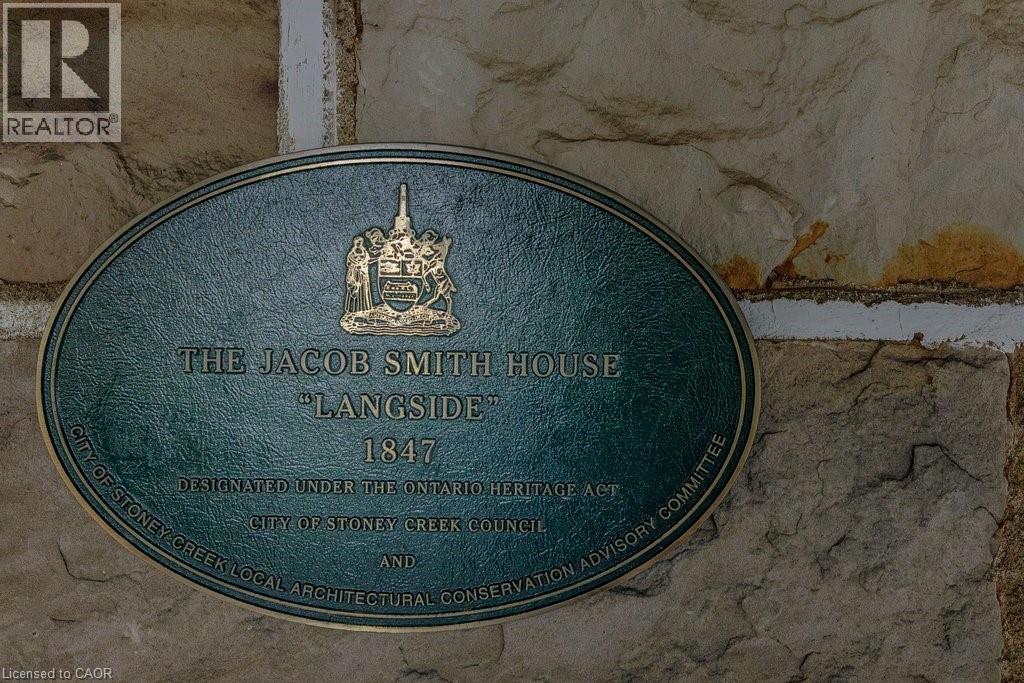 REALTOR®
THE JACOB SMITH HOUSE
"LANGSIDE"
1847
DESIGNATED UNDER THE ONTARIO HERITAGE ACT
CITY OF STONEY CREEK COUNCIL
AND
CITY OF STONEY CREEK LOCAL ARCHITECTURAL CONSERVATION ADVISORY COMMITTEE
Licensed to CAOR